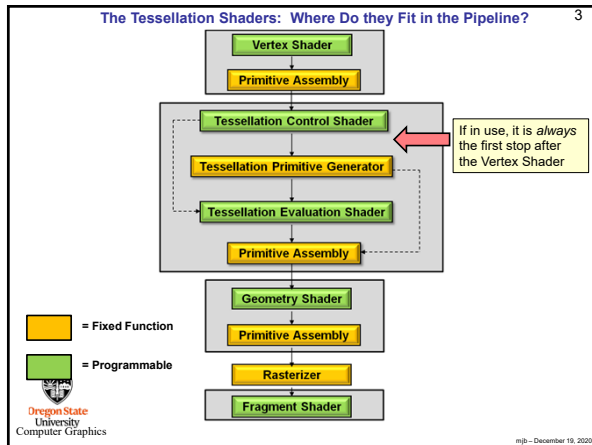 The Tessellation Shaders:  Where Do they Fit in the Pipeline?
3
Vertex Shader
Primitive Assembly
Tessellation Control Shader
Tessellation Primitive Generator
Tessellation Evaluation Shader
Primitive Assembly
If in use, it is always
the first stop after
the Vertex Shader
Geometry Shader
Primitive Assembly
Rasterizer
Fragment Shader
= Fixed Function
= Programmable
Oregon State
University
Computer Graphics
mjb – December 19, 2020